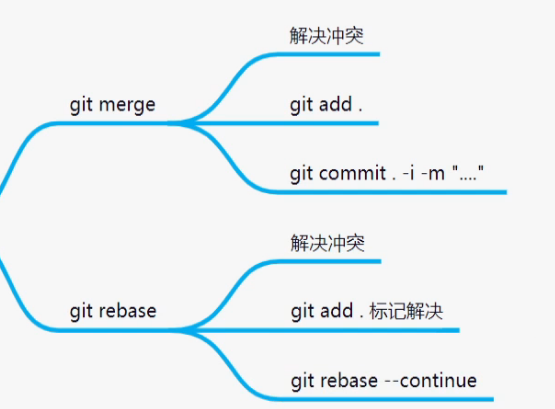 git merge
解决冲突
git add .
git commit . -i -m "...."
git rebase
解决冲突
git add . 标记解决
git rebase --continue